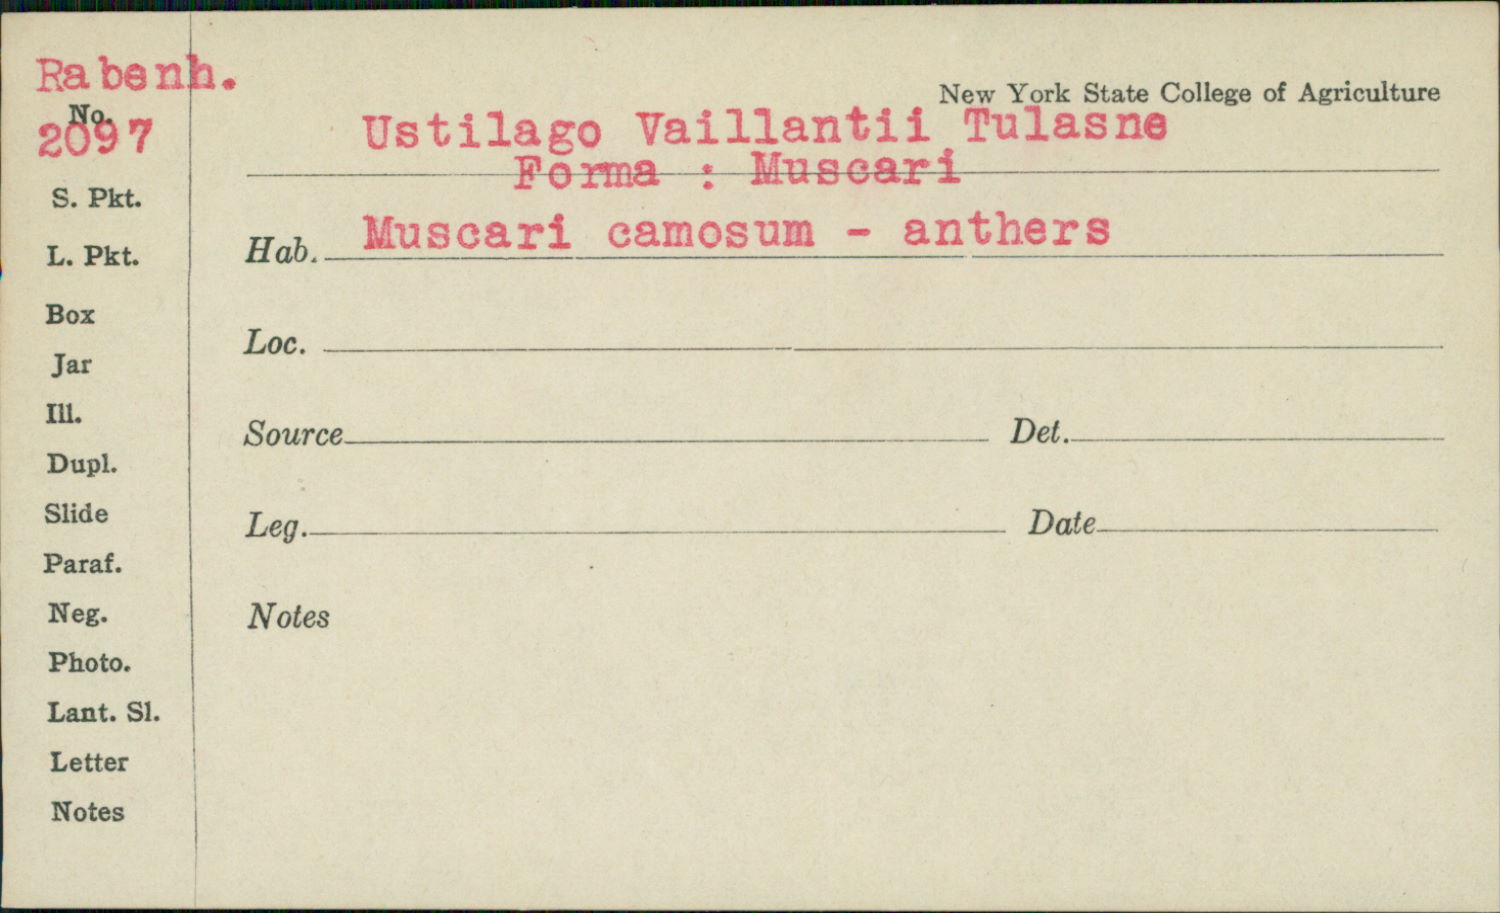 Rabenh.
No.
2097
New York State College of Agriculture
Ustilago Vaillantii Tulasne
Forma : Muscari
S. Pkt.
Hab. Muscari camosum - anthers
L. Pkt.
Box
Loc.
Jar
Ill.
Source Det.
Dupl.
Slide
Leg. Date
Paraf.
Neg.
Notes
Photo.
Lant. Sl.
Letter
Notes